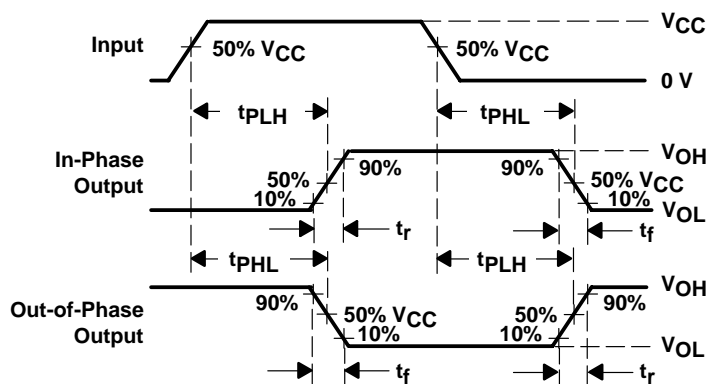 VCC
Input
50% VCC
50% VCC
0 V
tPLH
tPHL
In-Phase
Output
VOH
90%
90%
50%
50% VCC
10%
10%
VOL
tr
tf
tPHL
tPLH
Out-of-Phase
Output
VOH
90%
90%
50% VCC
50%
10%
10%
VOL
tf
tr